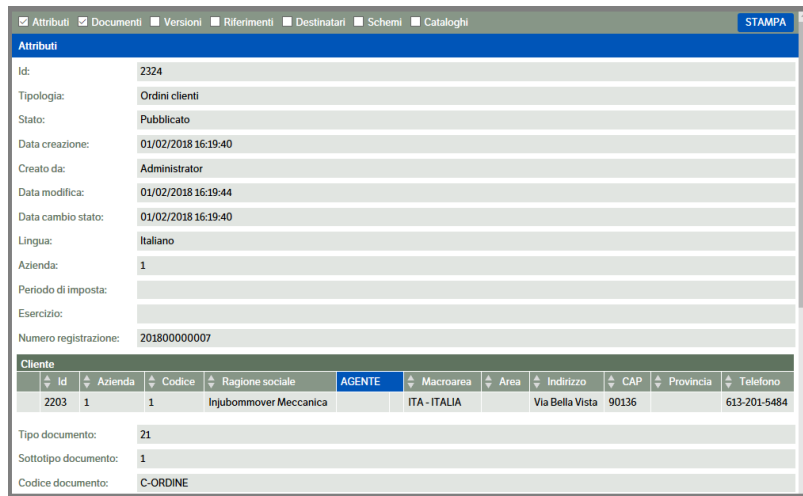 Attributi Documenti Versioni Riferimenti Destinatari Schemi Cataloghi STAMPA
Attributi
Id: 2324
Tipologia: Ordini clienti
Stato: Pubblicato
Data creazione: 01/02/2018 16:19:40
Creato da: Administrator
Data modifica: 01/02/2018 16:19:44
Data cambio stato: 01/02/2018 16:19:40
Lingua: Italiano
Azienda: 1
Periodo di imposta:
Esercizio:
Numero registrazione: 201800000007
Cliente
Id Azienda Codice Ragione sociale AGENTE Macroarea Area Indirizzo CAP Provincia Telefono
2203 1 1 Injubommover Meccanica ITA - ITALIA Via Bella Vista 90136 613-201-5484
Tipo documento: 21
Sottotipo documento: 1
Codice documento: C-ORDINE